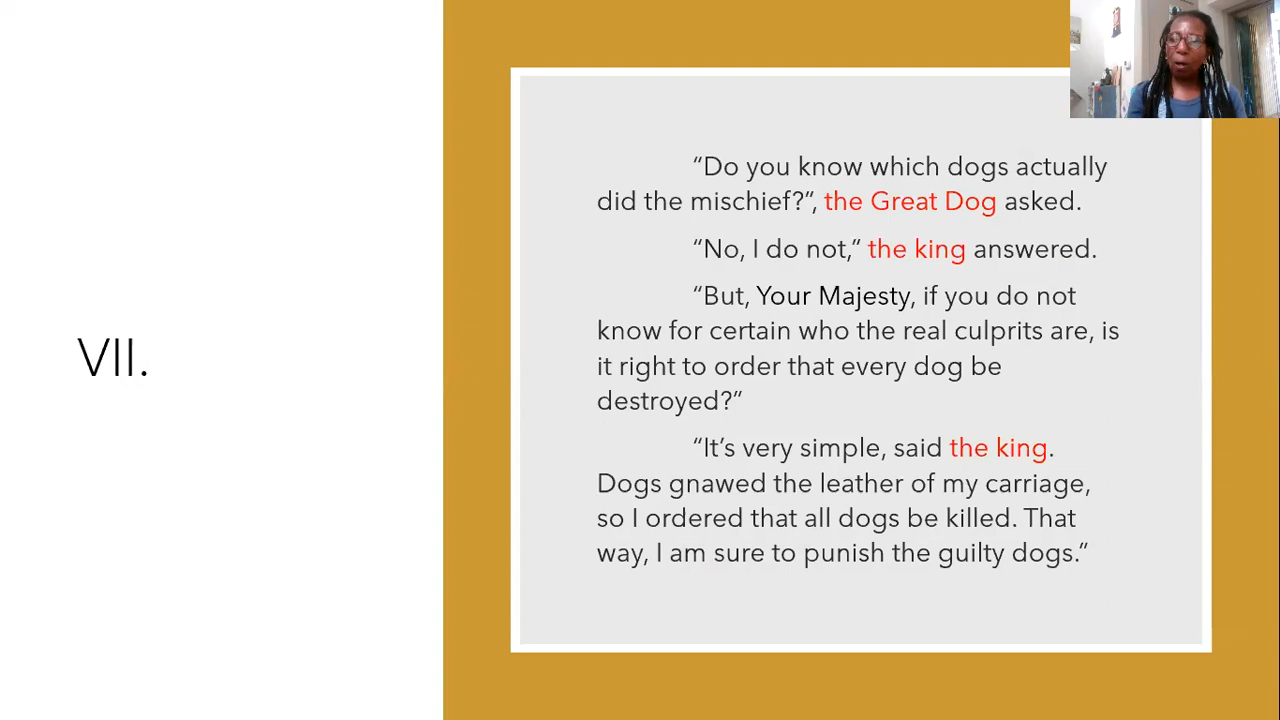 VII.
“Do you know which dogs actually
did the mischief?”, the Great Dog asked.
“No, I do not,“ the king answered.
“But, Your Majesty, if you do not
know for certain who the real culprits are, is
it right to order that every dog be
destroyed?”
“It’s very simple, said the king.
Dogs gnawed the leather of my carriage,
so I ordered that all dogs be killed. That
way, I am sure to punish the guilty dogs.”